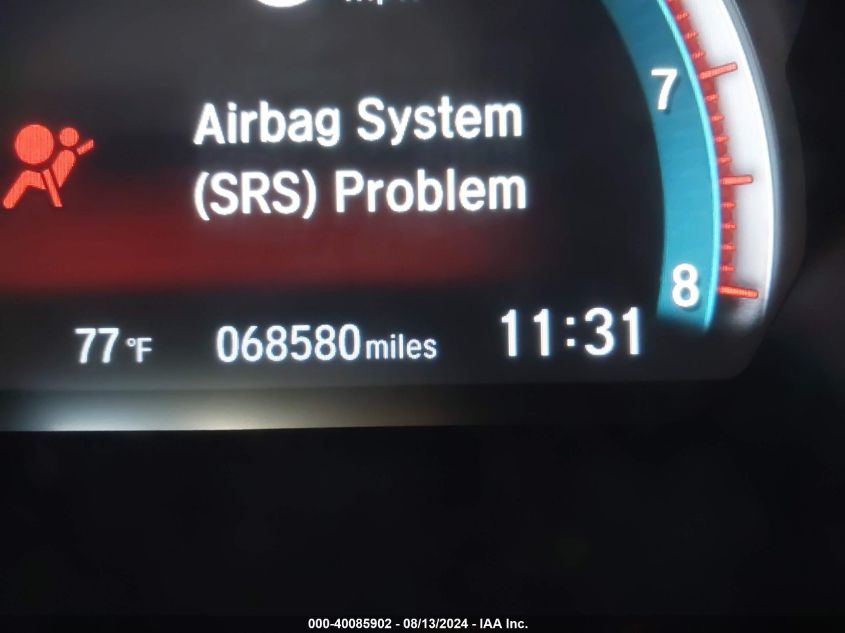 7
Airbag System
(SRS) Problem
8
77 °F 068580 miles 11:31
000-40085902 - 08/13/2024 - IAA Inc.